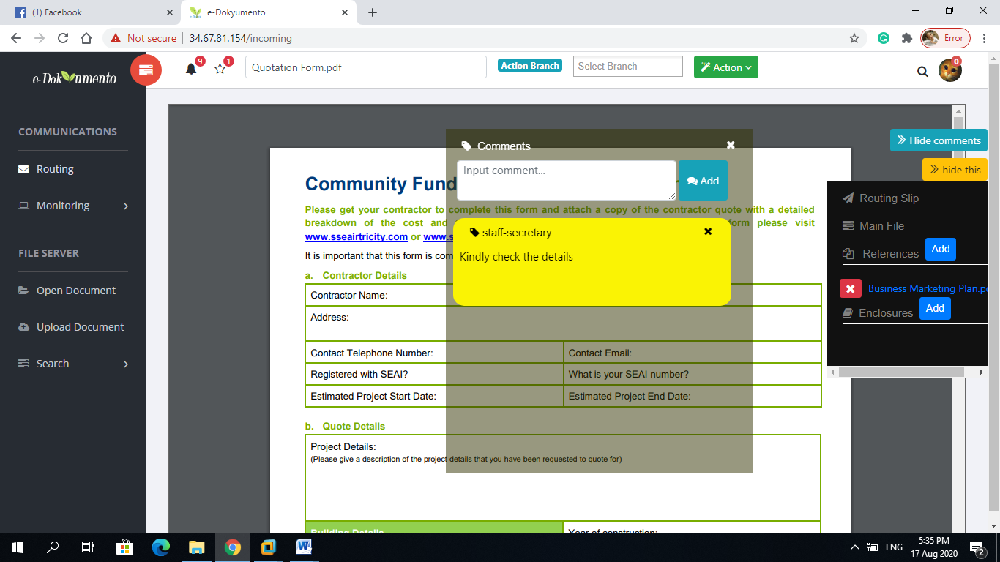 (1) Facebook
e-Dokyumento
Not secure
34.67.81.154/incoming
Error
e-Dokyumento
9
1
Quotation Form.pdf
Action Branch
Select Branch
Action
0
COMMUNICATIONS
Routing
Monitoring
FILE SERVER
Open Document
Upload Document
Search
Hide comments
hide this
Routing Slip
Main File
References
Add
Business Marketing Plan.p
Enclosures
Add
Comments
Input comment...
Add
staff-secretary
Kindly check the details
Community Fund
Please get your contractor to complete this form and attach a copy of the contractor quote with a detailed
breakdown of the cost and
form please visit
www.sseairtricity.com or www.s
It is important that this form is com
a. Contractor Details
Contractor Name:
Address:
Contact Telephone Number:
Contact Email:
Registered with SEAI?
What is your SEAI number?
Estimated Project Start Date:
Estimated Project End Date:
b. Quote Details
Project Details:
(Please give a description of the project details that you have been requested to quote for)
Building Details
Year of construction:
ENG
5:35 PM
17 Aug 2020
2